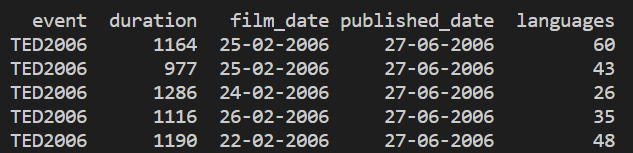 event duration film_date published_date languages
TED2006 1164 25-02-2006 27-06-2006 60
TED2006 977 25-02-2006 27-06-2006 43
TED2006 1286 24-02-2006 27-06-2006 26
TED2006 1116 26-02-2006 27-06-2006 35
TED2006 1190 22-02-2006 27-06-2006 48